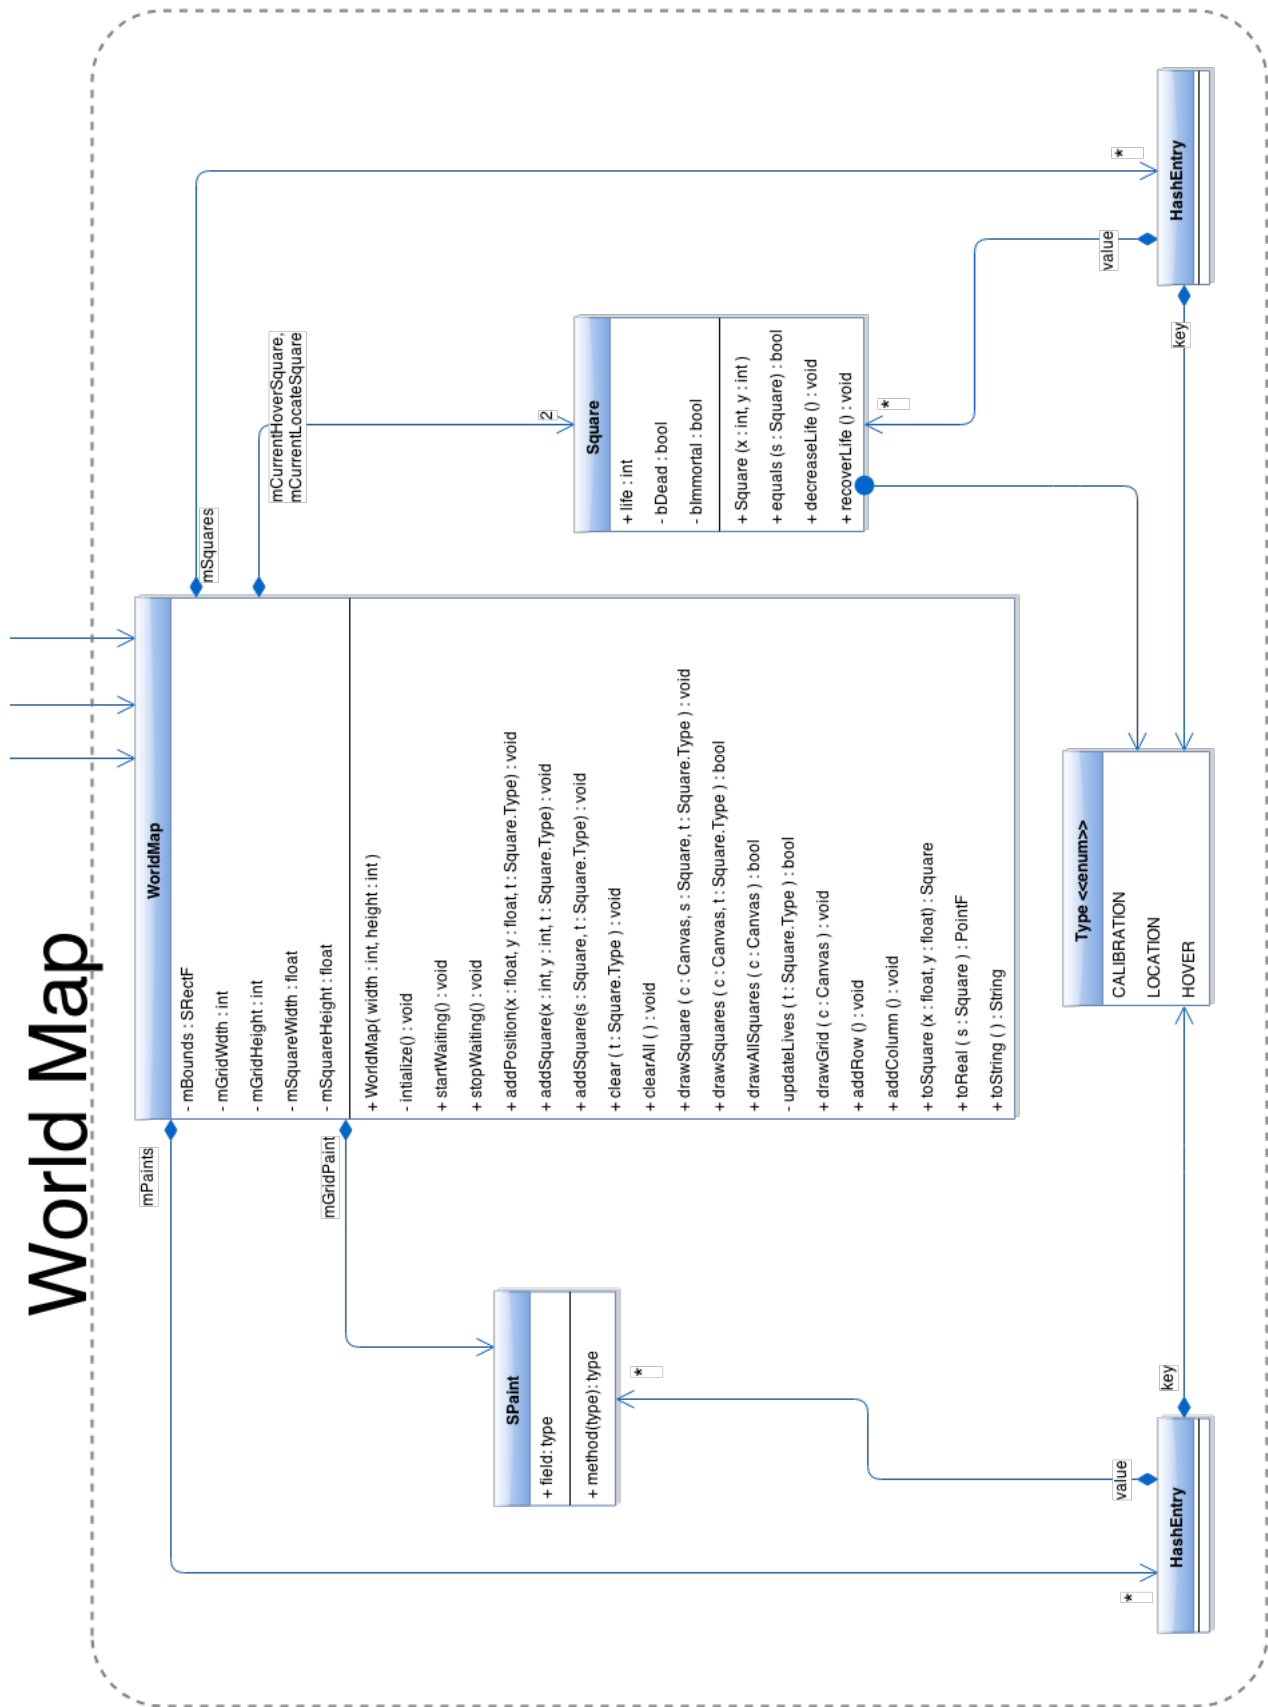 World Map
mPaints
WorldMap
- mBounds : SRectF
- mGridWdth : int
- mGridHeight : int
- mSquareWidth : float
- mSquareHeight : float
+ WorldMap( width : int, height : int )
- intialize() : void
+ startWaiting() : void
+ stopWaiting() : void
+ addPosition(x : float, y : float, t : Square.Type) : void
+ addSquare(x : int, y : int, t : Square.Type) : void
+ addSquare(s : Square, t : Square.Type) : void
+ clear ( t : Square.Type ) : void
+ clearAll ( ) : void
+ drawSquare ( c : Canvas, s : Square, t : Square.Type ) : void
+ drawSquares ( c : Canvas, t : Square.Type ) : bool
+ drawAllSquares ( c : Canvas ) : bool
- updateLives ( t : Square.Type ) : bool
+ drawGrid ( c : Canvas ) : void
+ addRow () : void
+ addColumn () : void
+ toSquare (x : float, y : float) : Square
+ toReal ( s : Square ) : PointF
+ toString ( ) : String
mSquares
mCurrentHoverSquare,
mCurrentLocateSquare
mGridPaint
2
SPaint
+ field: type
+ method(type): type
*
Square
+ life : int
- bDead : bool
- bImmortal : bool
+ Square (x : int, y : int )
+ equals (s : Square) : bool
+ decreaseLife () : void
+ recoverLife () : void
*
Type <<enum>>
CALIBRATION
LOCATION
HOVER
*
value
key
HashEntry
*
value
key
HashEntry